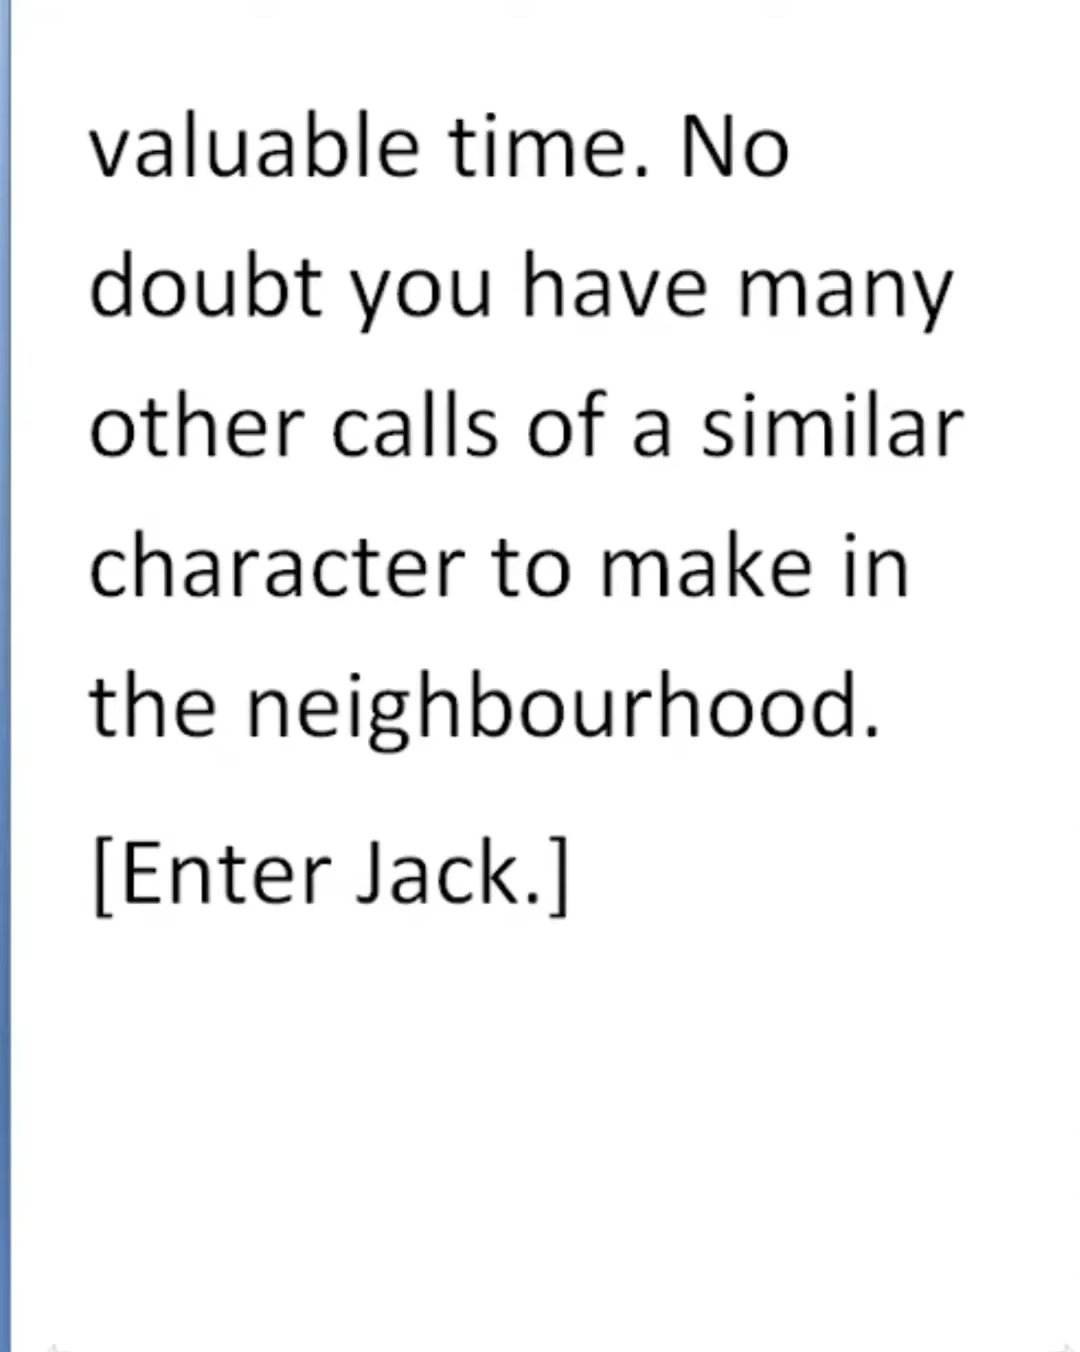 valuable time. No
doubt you have many
other calls of a similar
character to make in
the neighbourhood.
[Enter Jack.]